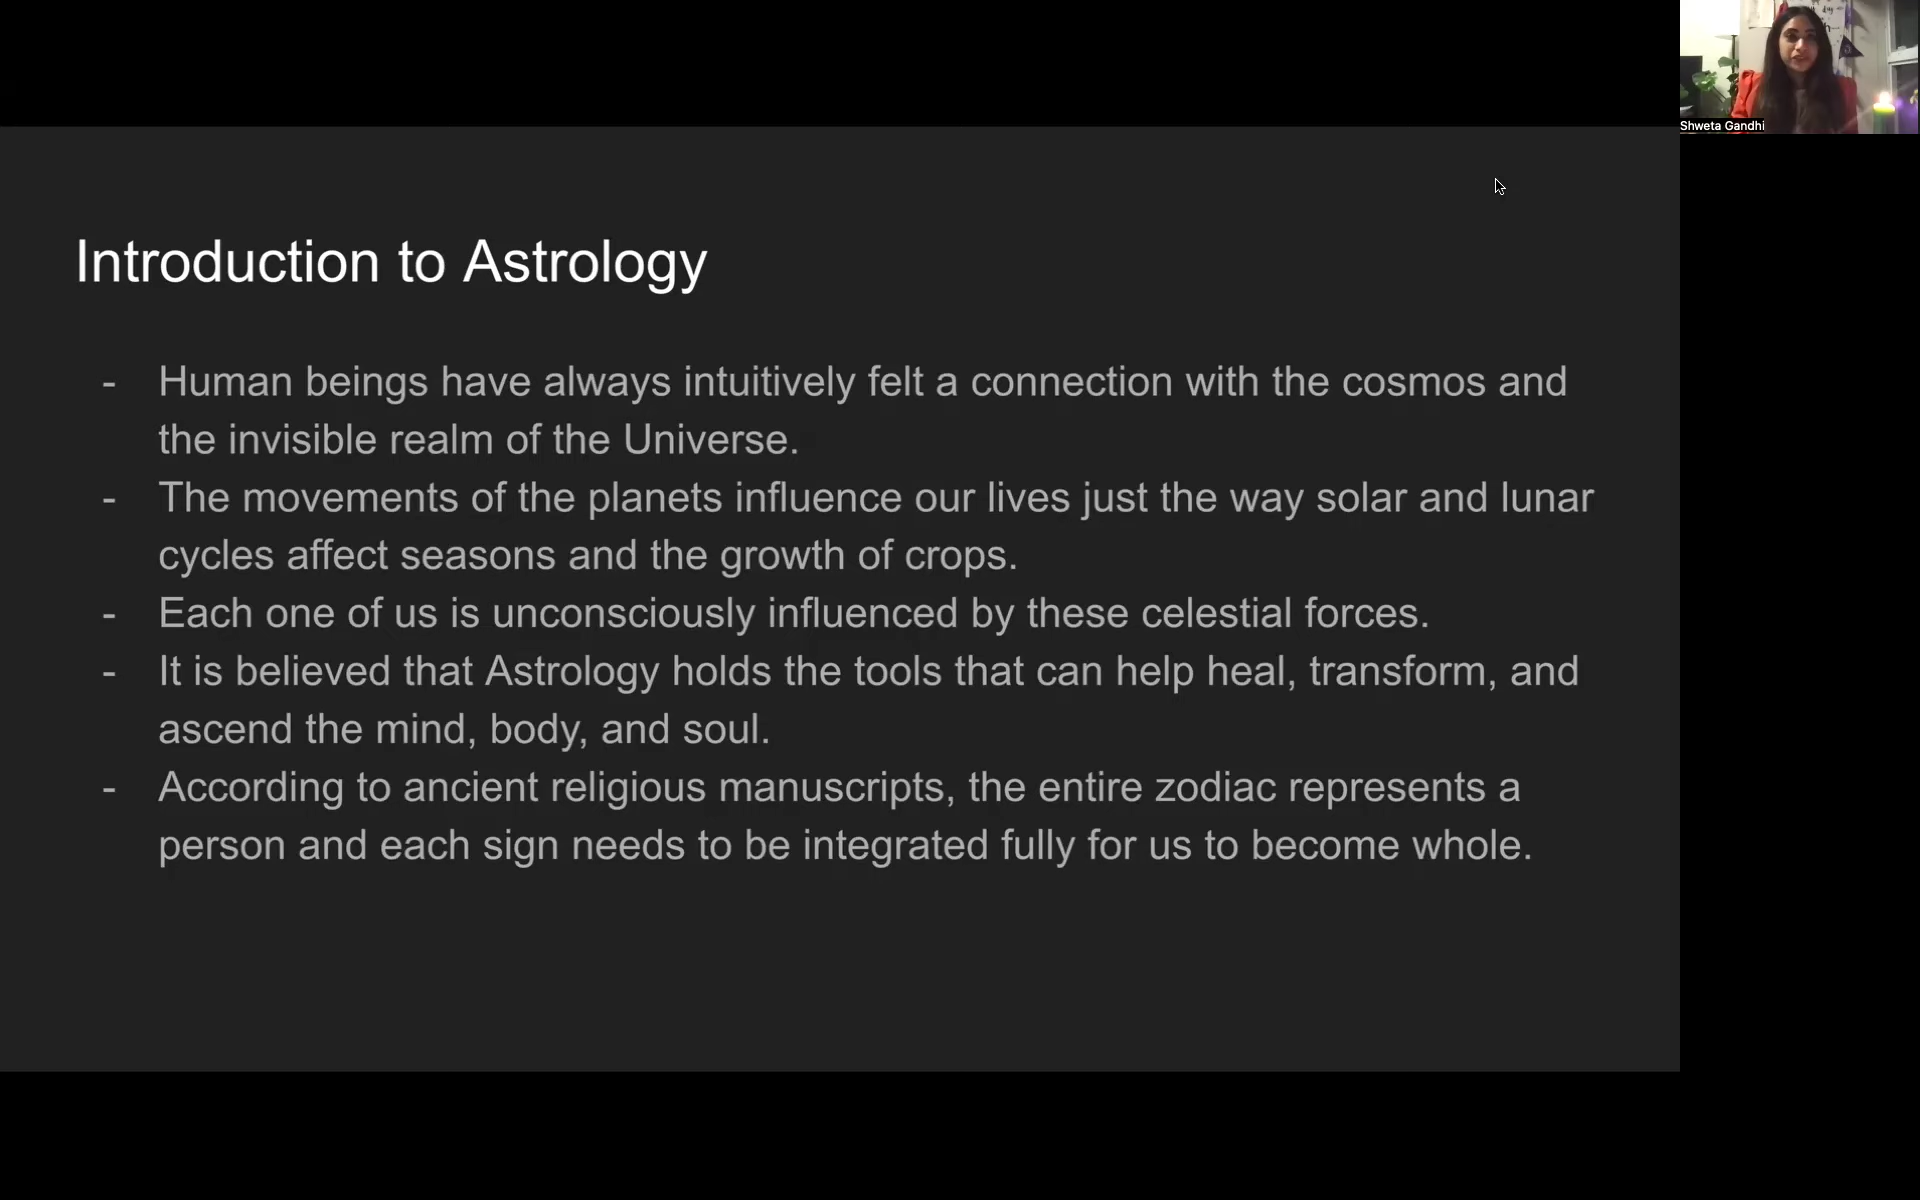 Shweta Gandhi
Introduction to Astrology
- Human beings have always intuitively felt a connection with the cosmos and
the invisible realm of the Universe.
- The movements of the planets influence our lives just the way solar and lunar
cycles affect seasons and the growth of crops.
- Each one of us is unconsciously influenced by these celestial forces.
- It is believed that Astrology holds the tools that can help heal, transform, and
ascend the mind, body, and soul.
- According to ancient religious manuscripts, the entire zodiac represents a
person and each sign needs to be integrated fully for us to become whole.